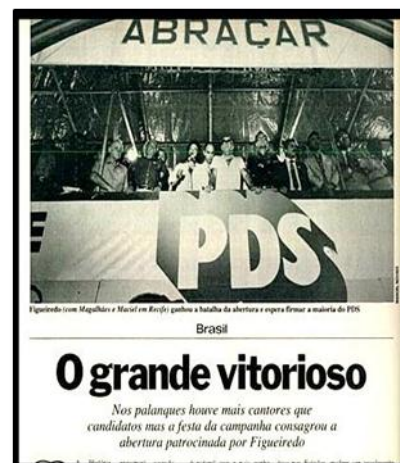 ABRAÇAR
PDS
Figueiredo (com Magalhães e Maciel em Recife) ganhou a batalha da abertura e espera firmar a maioria do PDS
Brasil
O grande vitorioso
Nos palanques houve mais cantores que
candidatos mas a festa da campanha consagrou a
abertura patrocinada por Figueiredo